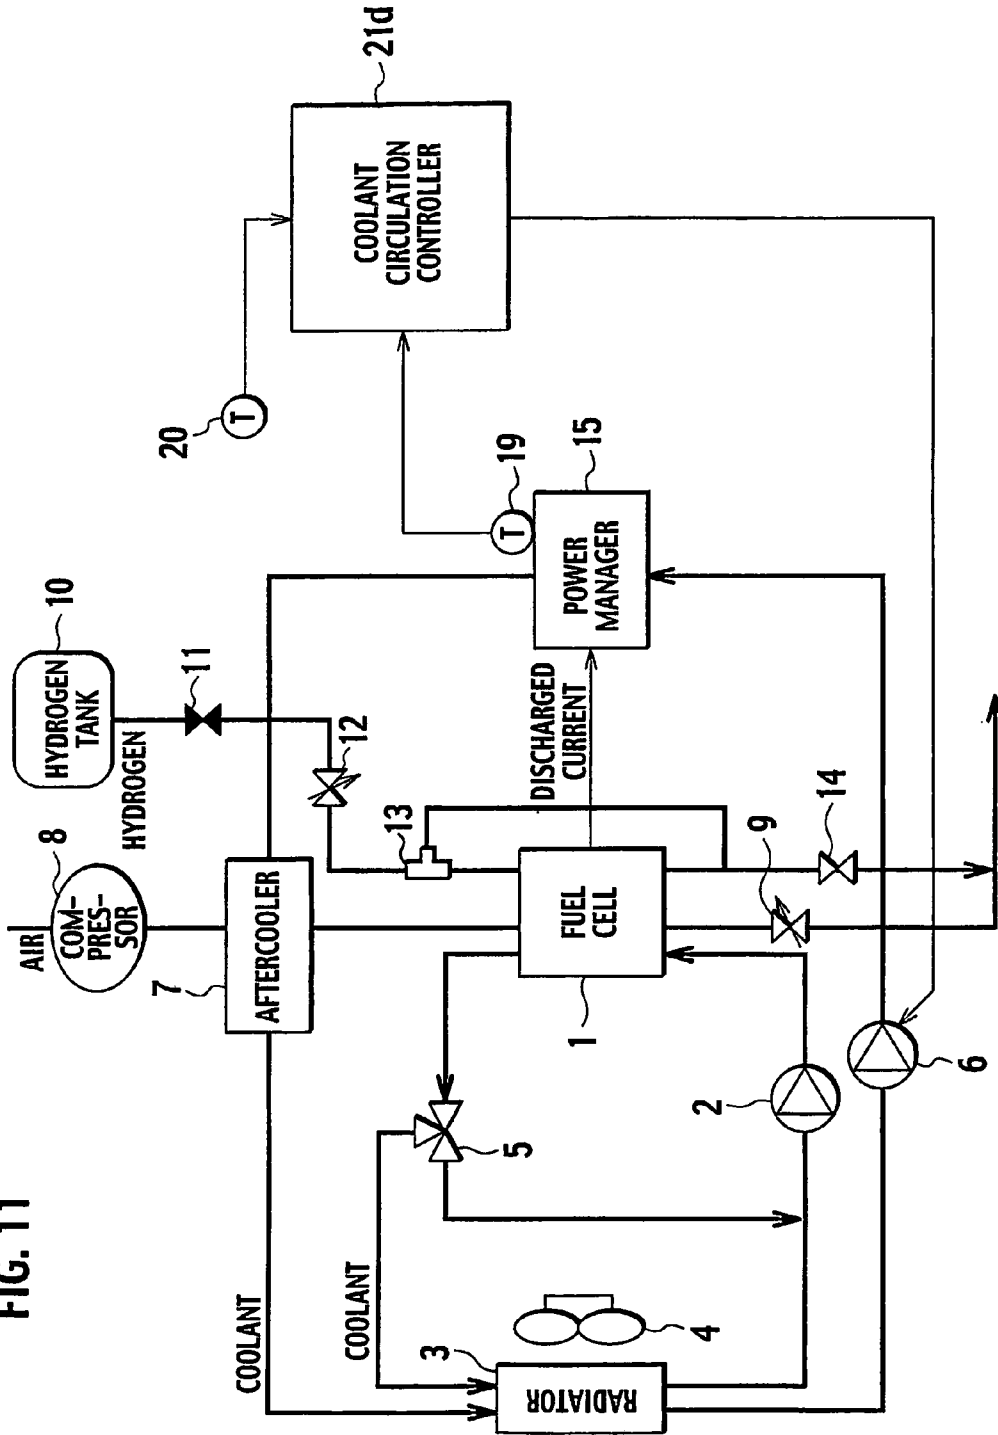 FIG. 11
AIR
COM-
PRES-
SOR
8
HYDROGEN
TANK
10
HYDROGEN
11
12
13
AFTERCOOLER
7
COOLANT
COOLANT
RADIATOR
3
4
5
2
6
FUEL
CELL
1
9
14
DISCHARGED
CURRENT
POWER
MANAGER
15
T
19
T
20
COOLANT
CIRCULATION
CONTROLLER
21d